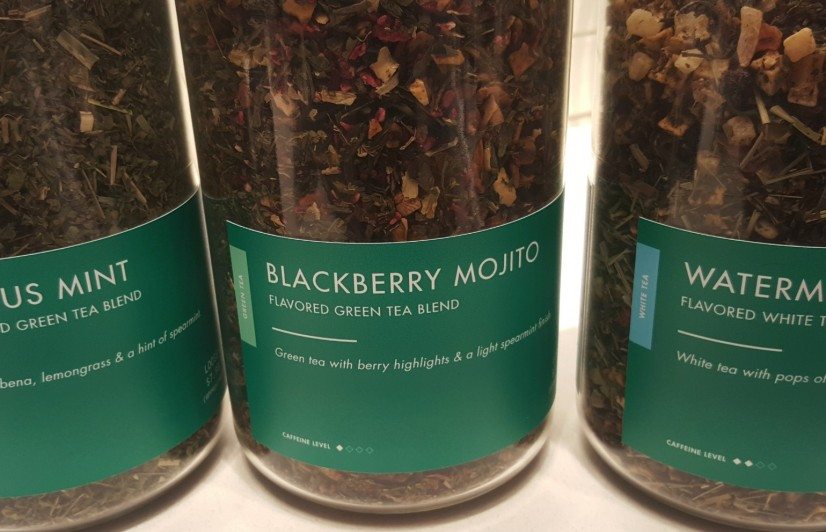 US MINT
D GREEN TEA BLEND
bena, lemongrass & a hint of spearmint.
GREEN TEA
BLACKBERRY MOJITO
FLAVORED GREEN TEA BLEND
Green tea with berry highlights & a light spearmint finish
CAFFEINE LEVEL
WHITE TEA
WATERM
FLAVORED WHITE T
White tea with pops of
CAFFEINE LEVEL